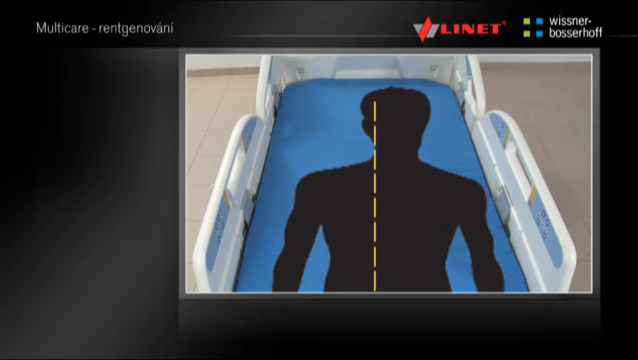 Multicare - rentgenování
LINET®
wissner-
bosserhoff